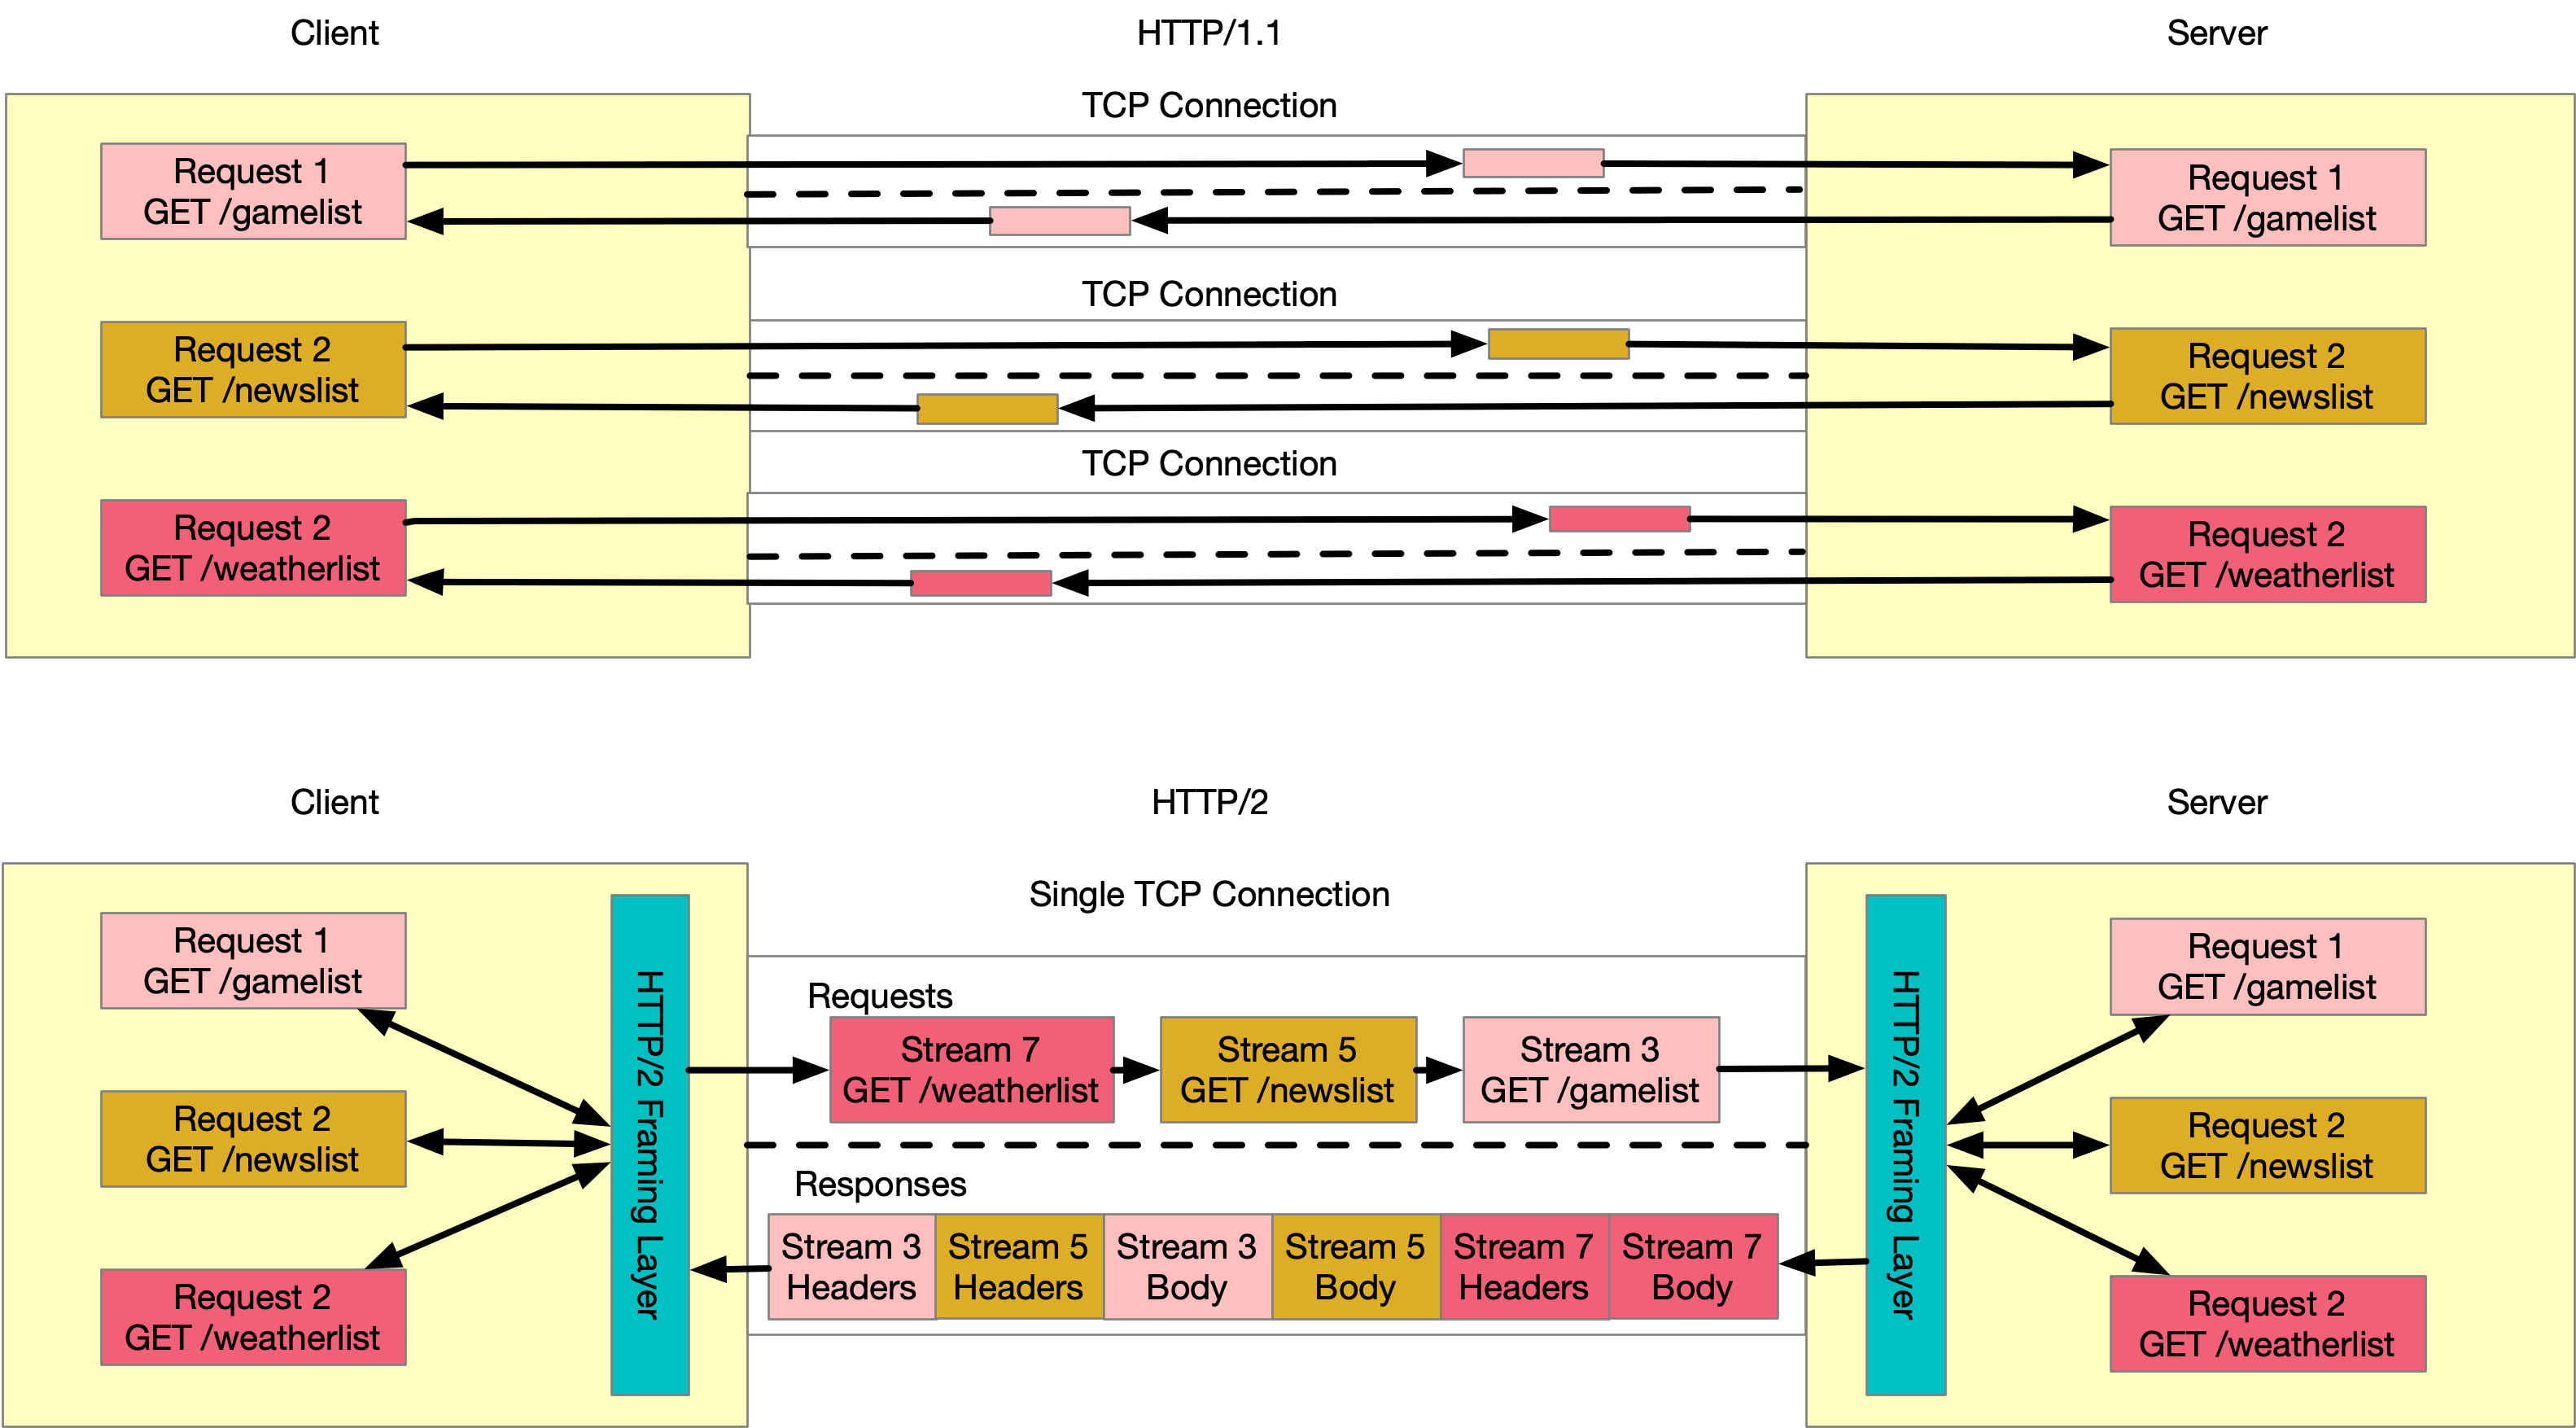 Client
HTTP/1.1
Server
TCP Connection
Request 1
GET /gamelist
Request 1
GET /gamelist
TCP Connection
Request 2
GET /newslist
Request 2
GET /newslist
TCP Connection
Request 2
GET /weatherlist
Request 2
GET /weatherlist
Client
HTTP/2
Server
Single TCP Connection
Request 1
GET /gamelist
Request 2
GET /newslist
Request 2
GET /weatherlist
HTTP/2 Framing Layer
Requests
Stream 7
GET /weatherlist
Stream 5
GET /newslist
Stream 3
GET /gamelist
Responses
Stream 3
Headers
Stream 5
Headers
Stream 3
Body
Stream 5
Body
Stream 7
Headers
Stream 7
Body
HTTP/2 Framing Layer
Request 1
GET /gamelist
Request 2
GET /newslist
Request 2
GET /weatherlist